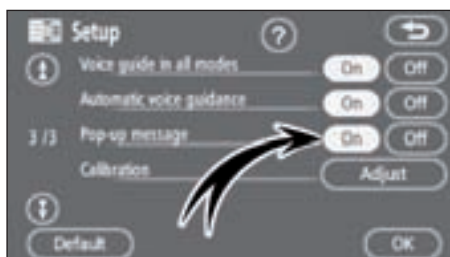 Setup ?
Voice guide in all modes On Off
Automatic voice guidance On Off
3/3 Pop-up message On Off
Calibration Adjust
Default OK